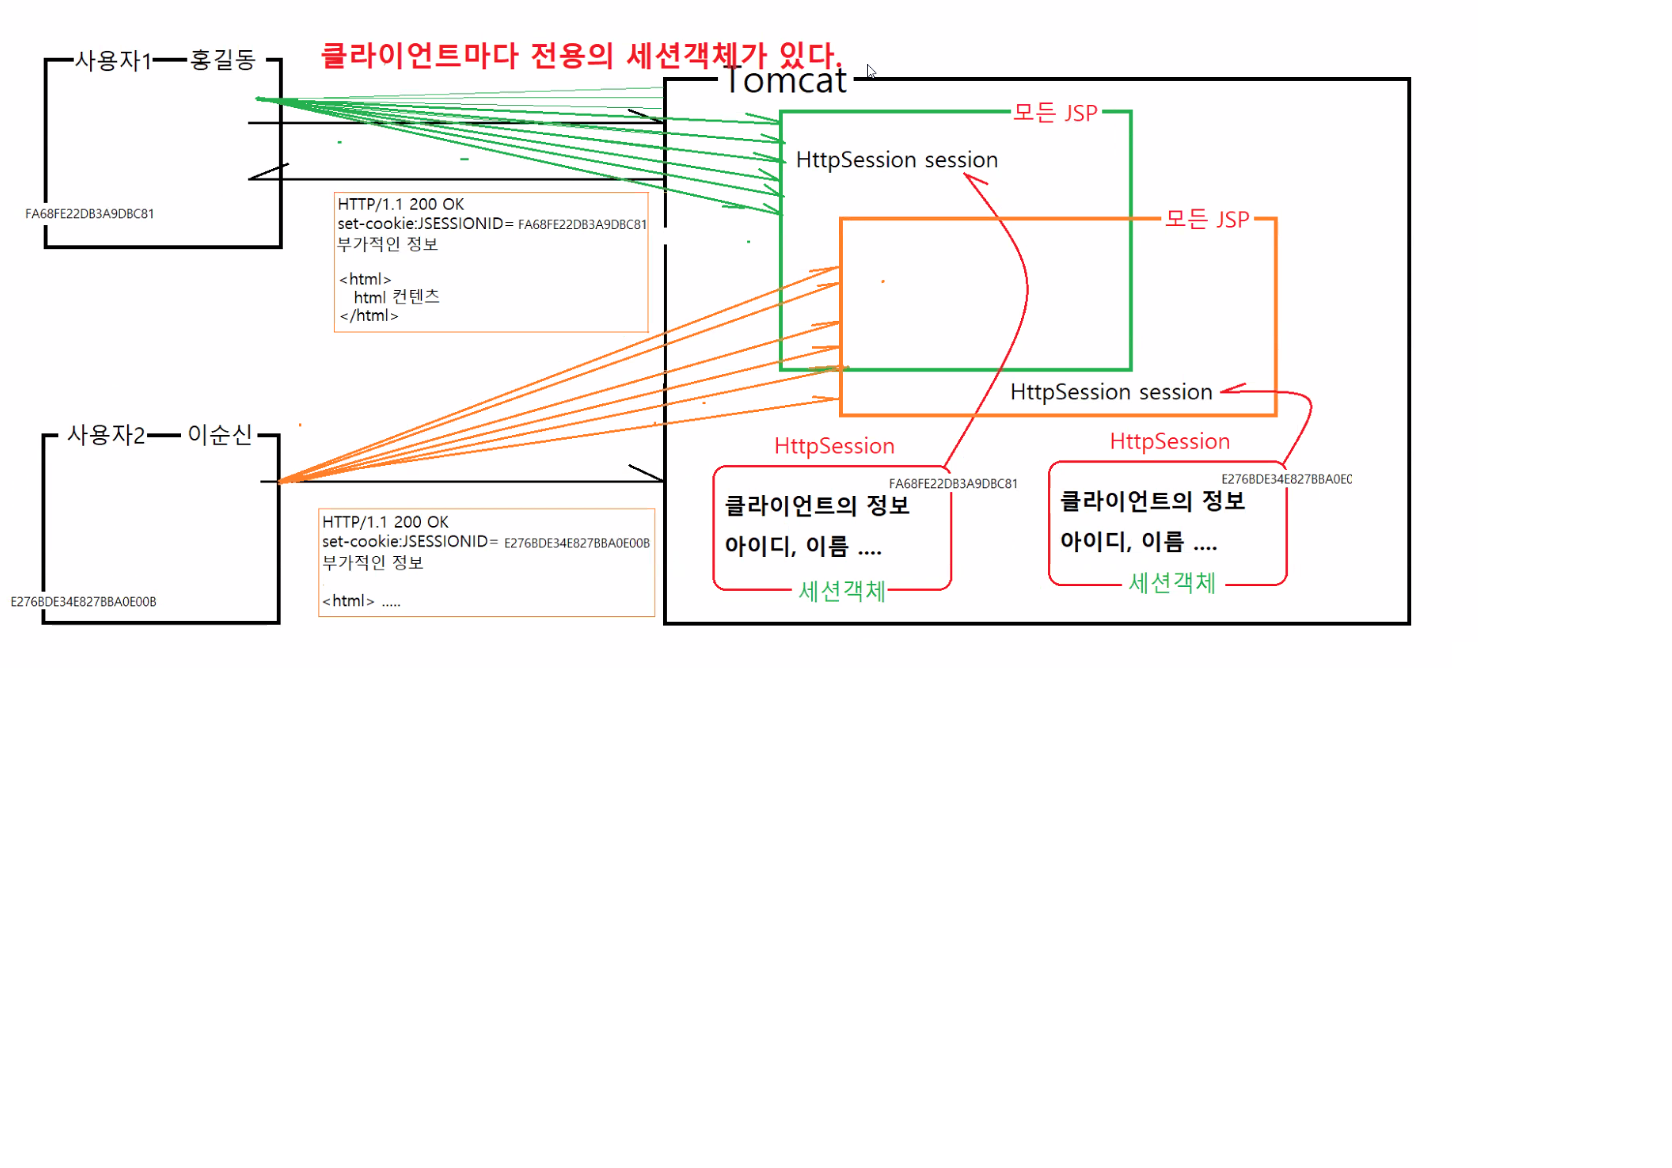 클라이언트마다 전용의 세션객체가 있다.
사용자1 홍길동
FA68FE22DB3A9DBC81
HTTP/1.1 200 OK
set-cookie:JSESSIONID= FA68FE22DB3A9DBC81
부가적인 정보
<html>
html 컨텐츠
</html>
사용자2 이순신
E276BDE34E827BBA0E00B
HTTP/1.1 200 OK
set-cookie:JSESSIONID= E276BDE34E827BBA0E00B
부가적인 정보
<html> .....
Tomcat
모든 JSP
HttpSession session
모든 JSP
HttpSession session
HttpSession
FA68FE22DB3A9DBC81
클라이언트의 정보
아이디, 이름 ....
세션객체
HttpSession
E276BDE34E827BBA0E0
클라이언트의 정보
아이디, 이름 ....
세션객체